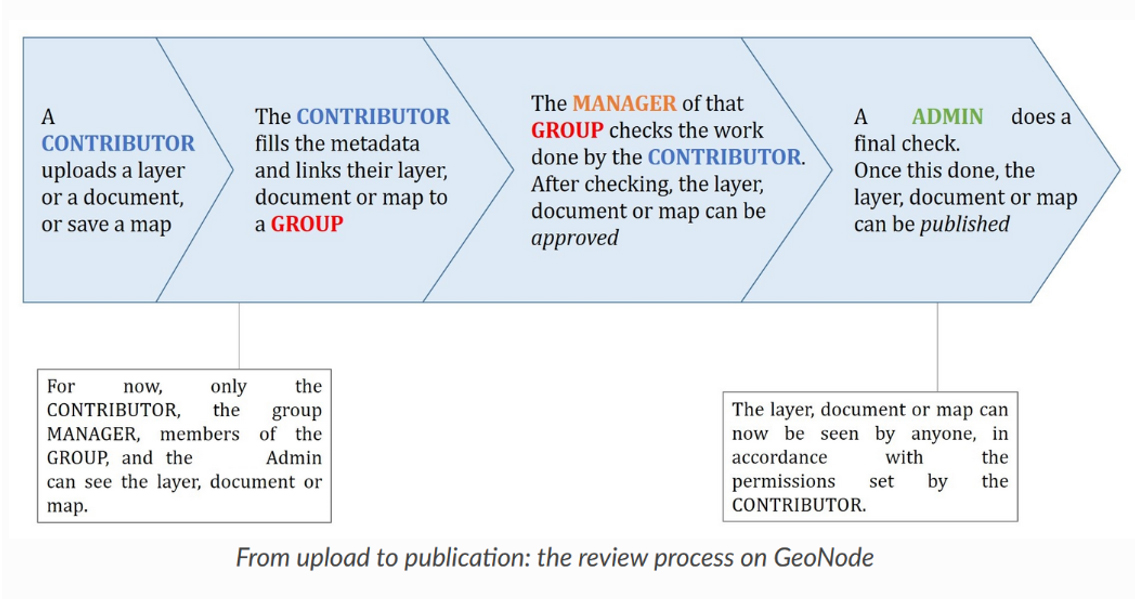 A
CONTRIBUTOR
uploads a layer
or a document,
or save a map
The CONTRIBUTOR
fills the metadata
and links their layer,
document or map to
a GROUP
The MANAGER of that
GROUP checks the work
done by the CONTRIBUTOR.
After checking, the layer,
document or map can be
approved
A ADMIN does a
final check.
Once this done, the
layer, document or map
can be published
For now, only the
CONTRIBUTOR, the group
MANAGER, members of the
GROUP, and the Admin
can see the layer, document or
map.
The layer, document or map can
now be seen by anyone, in
accordance with the
permissions set by the
CONTRIBUTOR.
From upload to publication: the review process on GeoNode